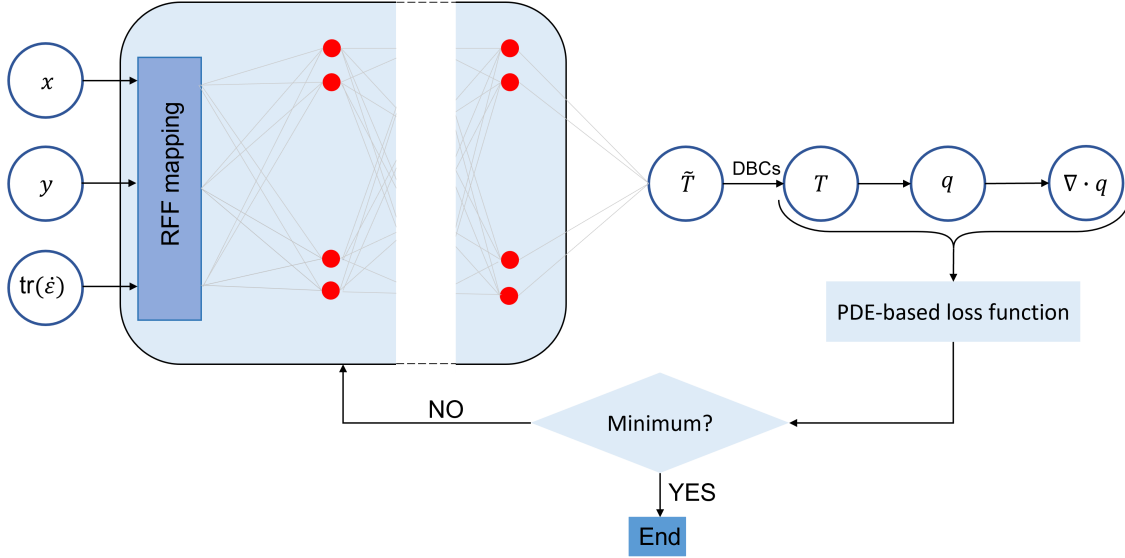 x
y
tr(ε̇)
RFF mapping
T̃
DBCs
T
q
∇ · q
PDE-based loss function
Minimum?
NO
YES
End